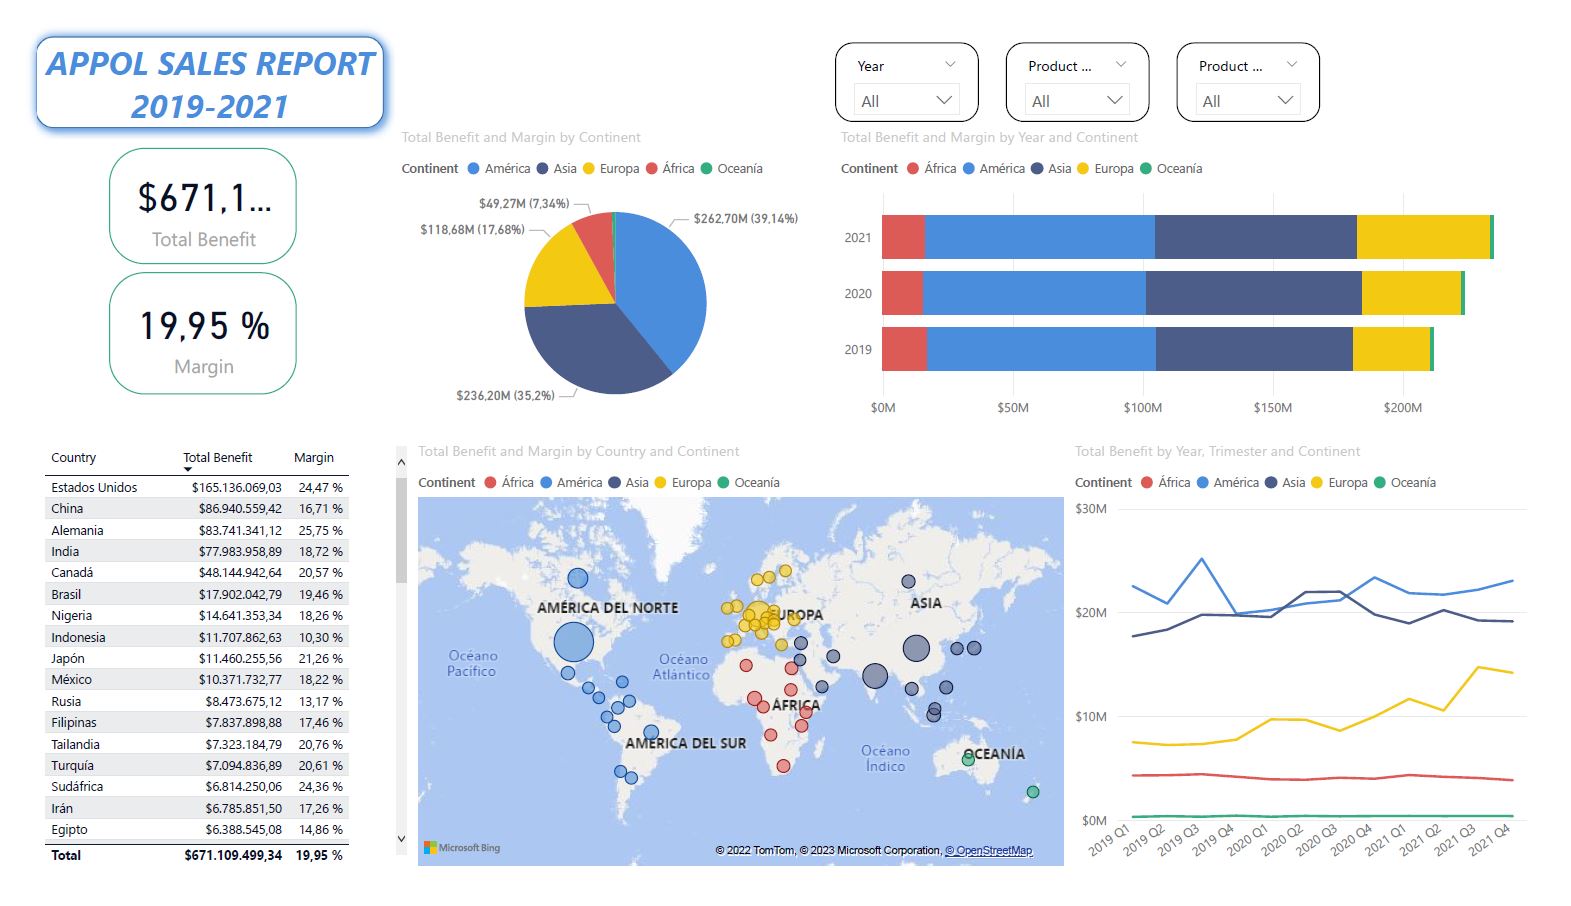 APPOL SALES REPORT
2019-2021
Year
All
Product ...
All
Product ...
All
$671,1...
Total Benefit
19,95 %
Margin
Total Benefit and Margin by Continent
Continent América Asia Europa África Oceanía
$49,27M (7,34%)
$262,70M (39,14%)
$118,68M (17,68%)
$236,20M (35,2%)
Total Benefit and Margin by Year and Continent
Continent África América Asia Europa Oceanía
2021
2020
2019
$0M $50M $100M $150M $200M
Country Total Benefit Margin
Estados Unidos $165.136.069,03 24,47 %
China $86.940.559,42 16,71 %
Alemania $83.741.341,12 25,75 %
India $77.983.958,89 18,72 %
Canadá $48.144.942,64 20,57 %
Brasil $17.902.042,79 19,46 %
Nigeria $14.641.353,34 18,26 %
Indonesia $11.707.862,63 10,30 %
Japón $11.460.255,56 21,26 %
México $10.371.732,77 18,22 %
Rusia $8.473.675,12 13,17 %
Filipinas $7.837.898,88 17,46 %
Tailandia $7.323.184,79 20,76 %
Turquía $7.094.836,89 20,61 %
Sudáfrica $6.814.250,06 24,36 %
Irán $6.785.851,50 17,26 %
Egipto $6.388.545,08 14,86 %
Total $671.109.499,34 19,95 %
Total Benefit and Margin by Country and Continent
Continent África América Asia Europa Oceanía
AMÉRICA DEL NORTE
EUROPA
ASIA
Océano
Pacífico
Océano
Atlántico
ÁFRICA
AMÉRICA DEL SUR
Océano
Índico
OCEANÍA
Microsoft Bing
© 2022 TomTom, © 2023 Microsoft Corporation, © OpenStreetMap
Total Benefit by Year, Trimester and Continent
Continent África América Asia Europa Oceanía
$30M
$20M
$10M
$0M
2019 Q1 2019 Q2 2019 Q3 2019 Q4 2020 Q1 2020 Q2 2020 Q3 2020 Q4 2021 Q1 2021 Q2 2021 Q3 2021 Q4